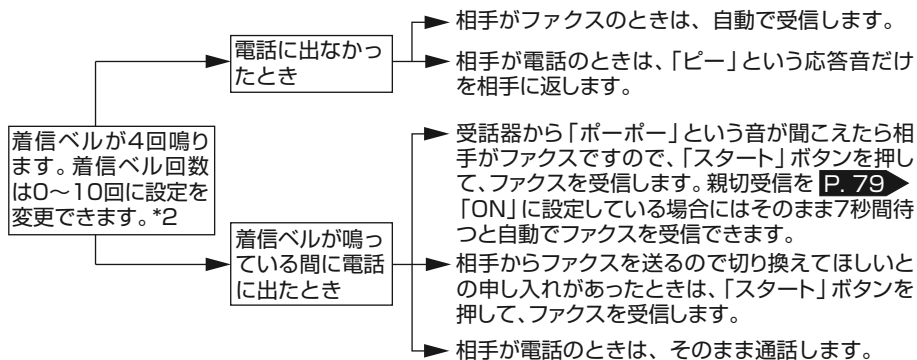 着信ベルが4回鳴り
ます。着信ベル回数
は0～10回に設定を
変更できます。*2
電話に出なかっ
たとき
相手がファクスのときは、自動で受信します。
相手が電話のときは、「ピー」という応答音だけ
を相手に返します。
着信ベルが鳴っ
ている間に電話
に出たとき
受話器から「ポーポー」という音が聞こえたら相
手がファクスですので、「スタート」ボタンを押し
て、ファクスを受信します。親切受信を P. 79
「ON」に設定している場合にはそのまま7秒間待
つと自動でファクスを受信できます。
相手からファクスを送るので切り換えてほしいと
の申し入れがあったときは、「スタート」ボタンを
押して、ファクスを受信します。
相手が電話のときは、そのまま通話します。